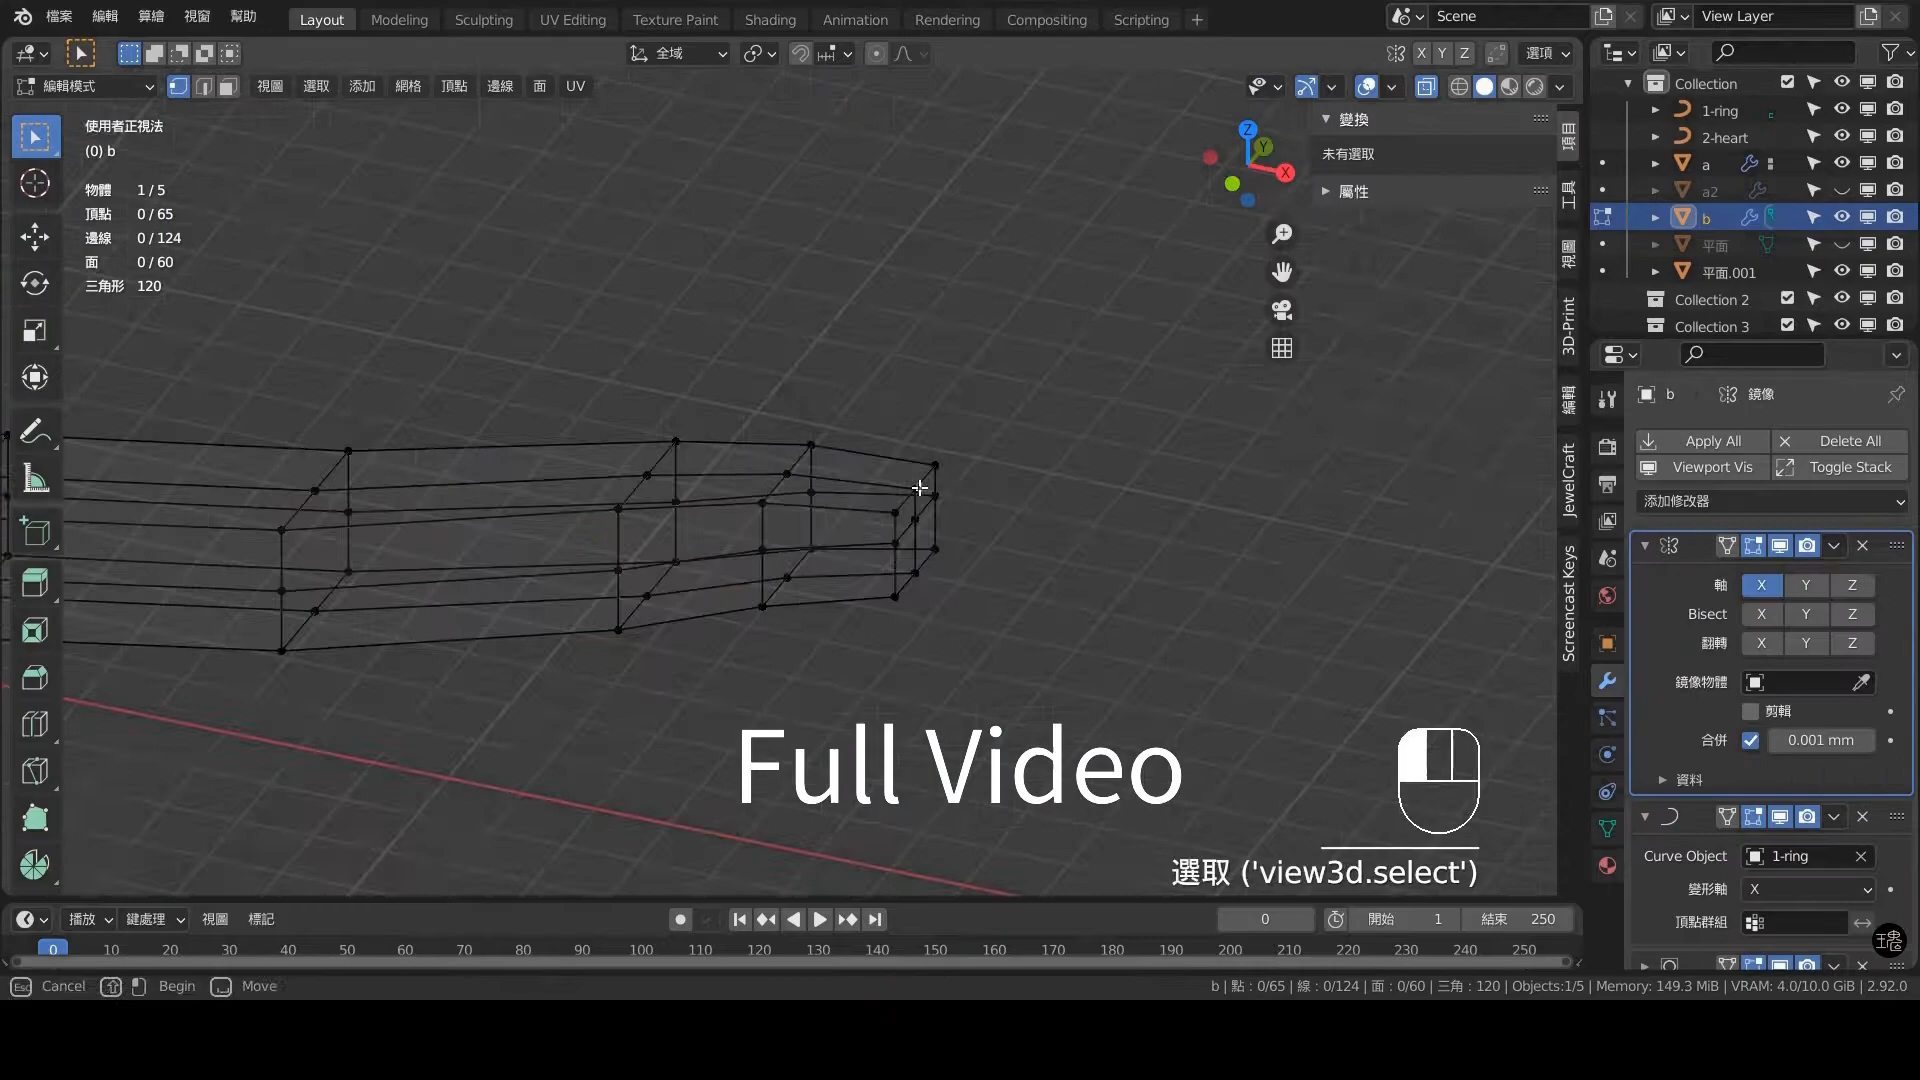 檔案 編輯 算繪 視窗 幫助 Layout Modeling Sculpting UV Editing Texture Paint Shading Animation Rendering Compositing Scripting + Scene View Layer
全域 X Y Z 選項
編輯模式 視圖 選取 添加 網格 頂點 邊線 面 UV
使用者正視法
(0) b
物體 1 / 5
頂點 0 / 65
邊線 0 / 124
面 0 / 60
三角形 120
Z
Y
X
變換
未有選取
屬性
項目
工具
視圖
3D-Print
編輯
JewelCraft
Screencast Keys
Collection
1-ring
2-heart
a
a2
b
平面
平面.001
Collection 2
Collection 3
b 鏡像
Apply All Delete All
Viewport Vis Toggle Stack
添加修改器
軸 X Y Z
Bisect X Y Z
翻轉 X Y Z
鏡像物體
剪輯
合併 0.001 mm
資料
Curve Object 1-ring
變形軸 X
頂點群組
Full Video
選取 ('view3d.select')
播放 鍵處理 視圖 標記 0 開始 1 結束 250
0 10 20 30 40 50 60 70 80 90 100 110 120 130 140 150 160 170 180 190 200 210 220 230 240 250
Esc Cancel Begin Move b | 點 : 0/65 | 線 : 0/124 | 面 : 0/60 | 三角 : 120 | Objects:1/5 | Memory: 149.3 MiB | VRAM: 4.0/10.0 GiB | 2.92.0